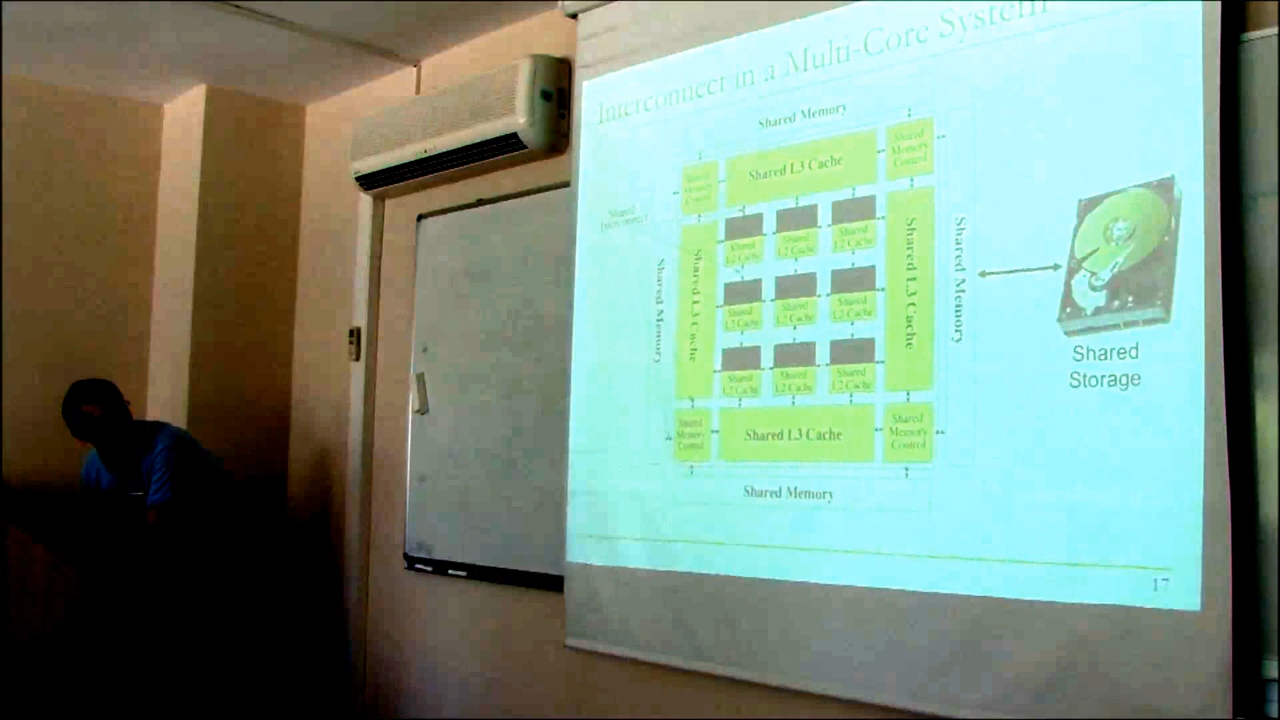 Interconnect in a Multi-Core System
Shared Memory
Shared
Memory
Control
Shared L3 Cache
Shared
Memory
Control
Shared
Interconnect
Shared Memory
Shared L3 Cache
Shared
L2 Cache
Shared
L2 Cache
Shared
L2 Cache
Shared
L2 Cache
Shared
L2 Cache
Shared
L2 Cache
Shared
L2 Cache
Shared
L2 Cache
Shared
L2 Cache
Shared L3 Cache
Shared Memory
Shared
Storage
Shared
Memory
Control
Shared L3 Cache
Shared
Memory
Control
Shared Memory
17